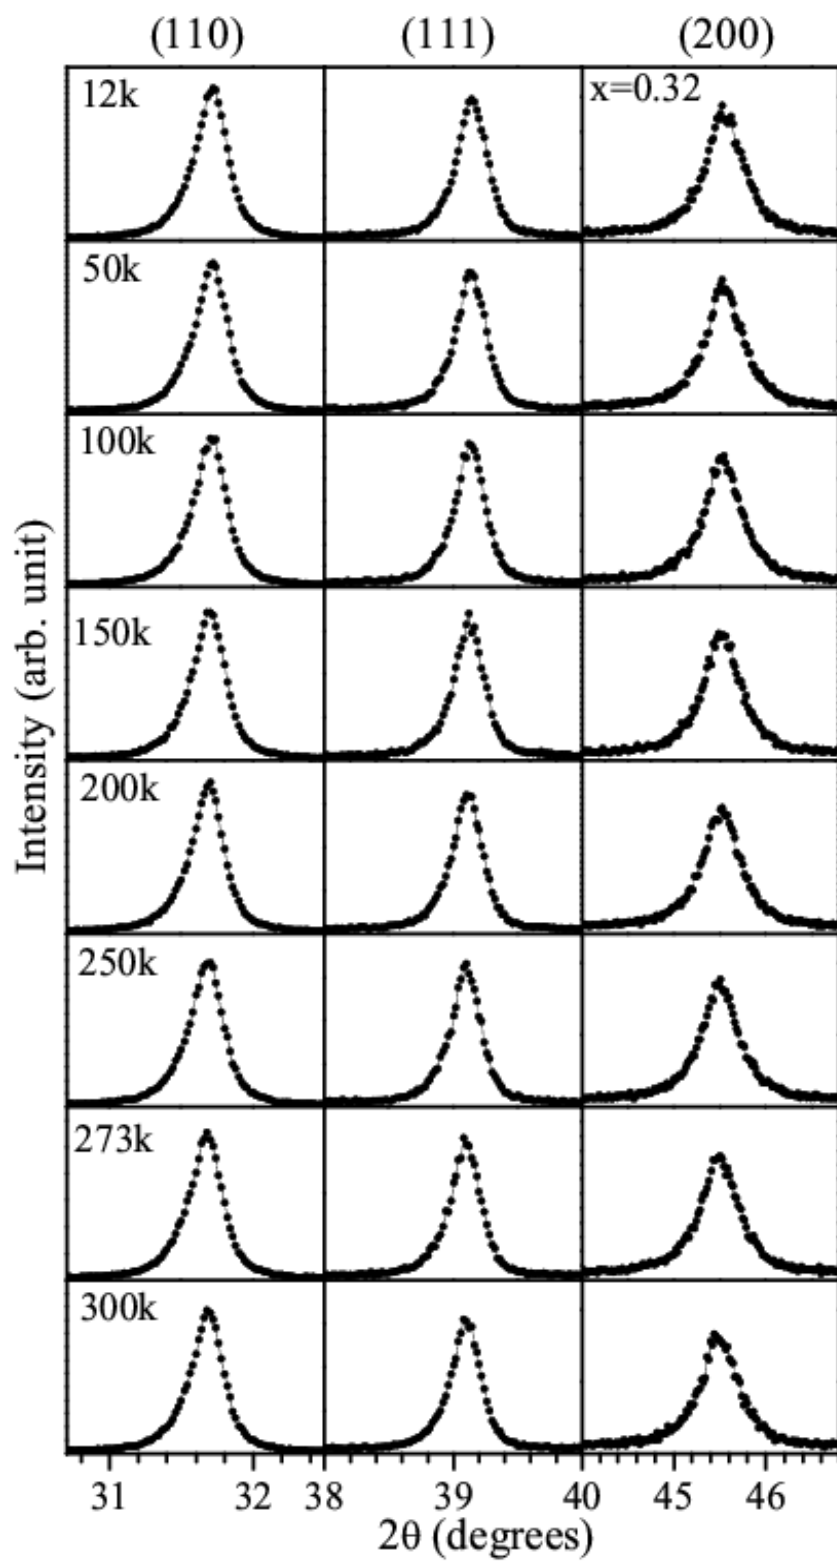 (110) (111) (200)
12k x=0.32
50k
100k
150k
200k
250k
273k
300k
Intensity (arb. unit)
31 32 38 39 40 45 46
2θ (degrees)